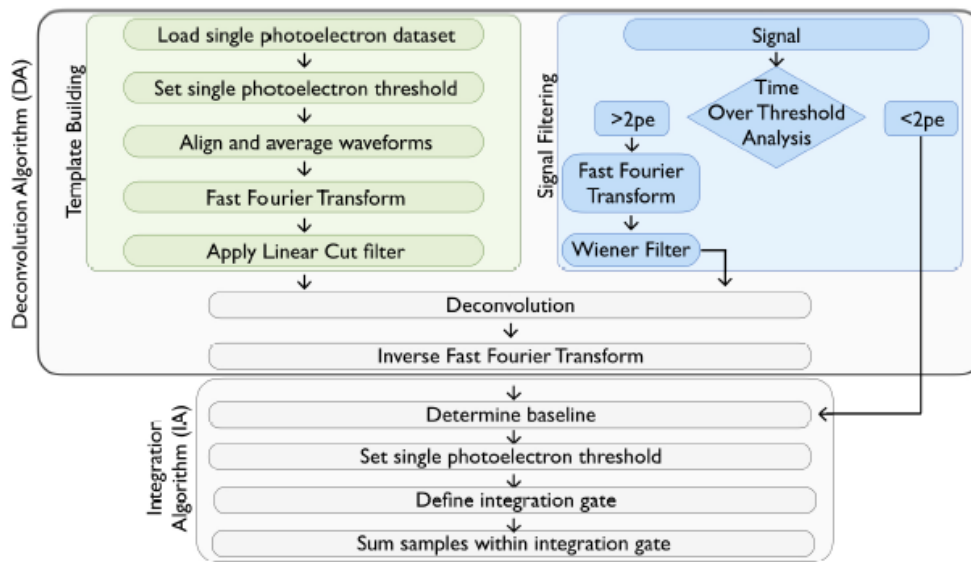 Deconvolution Algorithm (DA)
Template Building
Load single photoelectron dataset
Set single photoelectron threshold
Align and average waveforms
Fast Fourier Transform
Apply Linear Cut filter
Signal Filtering
Signal
Time
Over Threshold
Analysis
>2pe
<2pe
Fast Fourier
Transform
Wiener Filter
Deconvolution
Inverse Fast Fourier Transform
Integration
Algorithm (IA)
Determine baseline
Set single photoelectron threshold
Define integration gate
Sum samples within integration gate